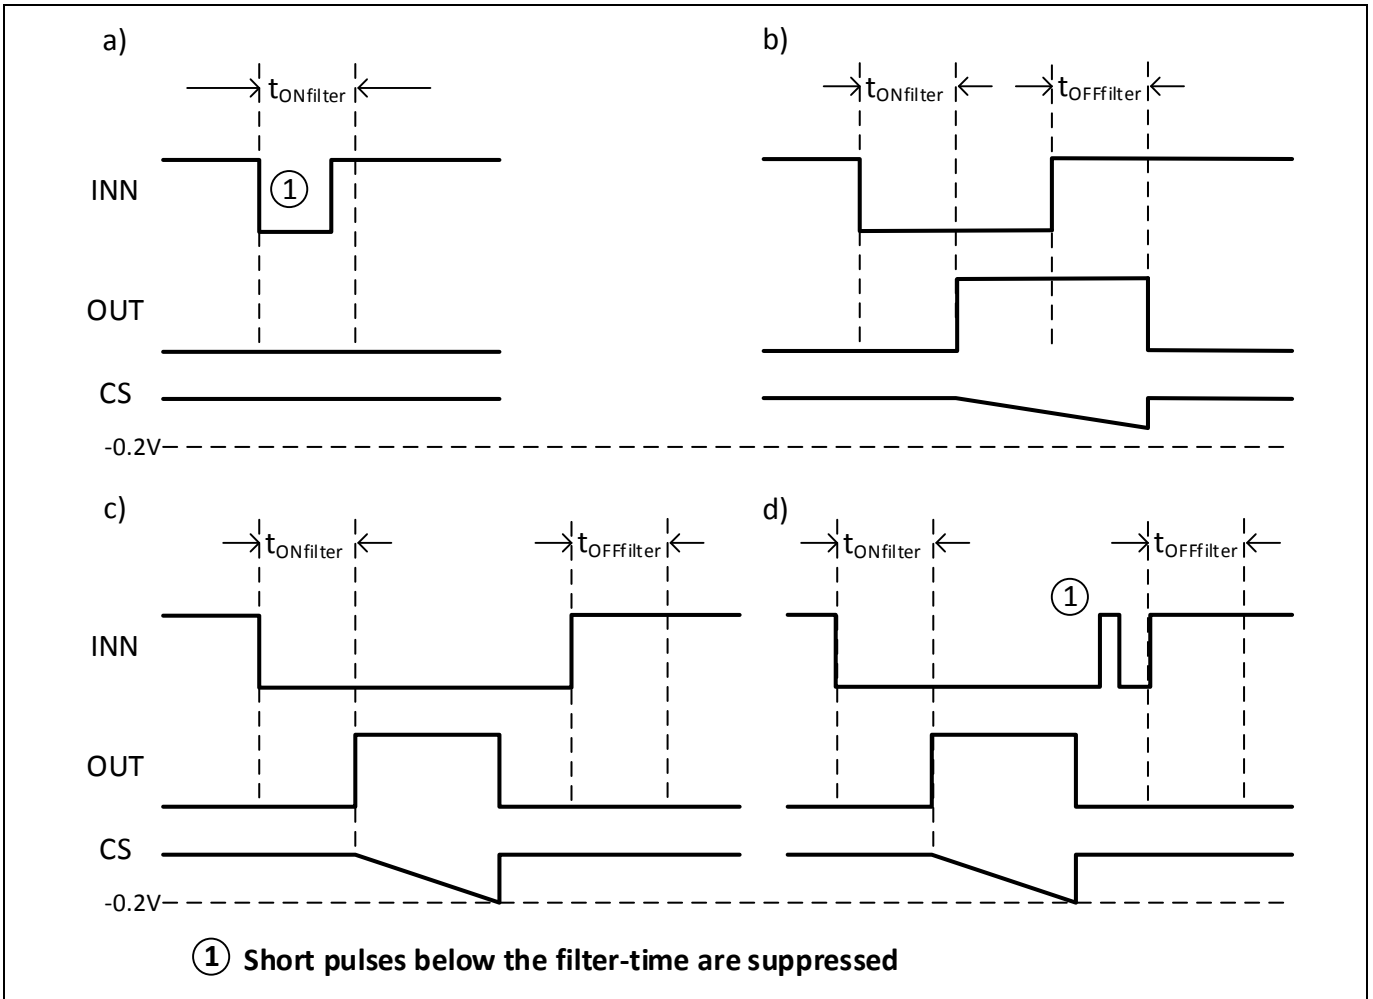 a)
tONfilter
INN
1
OUT
CS
-0.2V
b)
tONfilter
tOFFfilter
c)
tONfilter
tOFFfilter
INN
OUT
CS
-0.2V
d)
tONfilter
tOFFfilter
1
1 Short pulses below the filter-time are suppressed